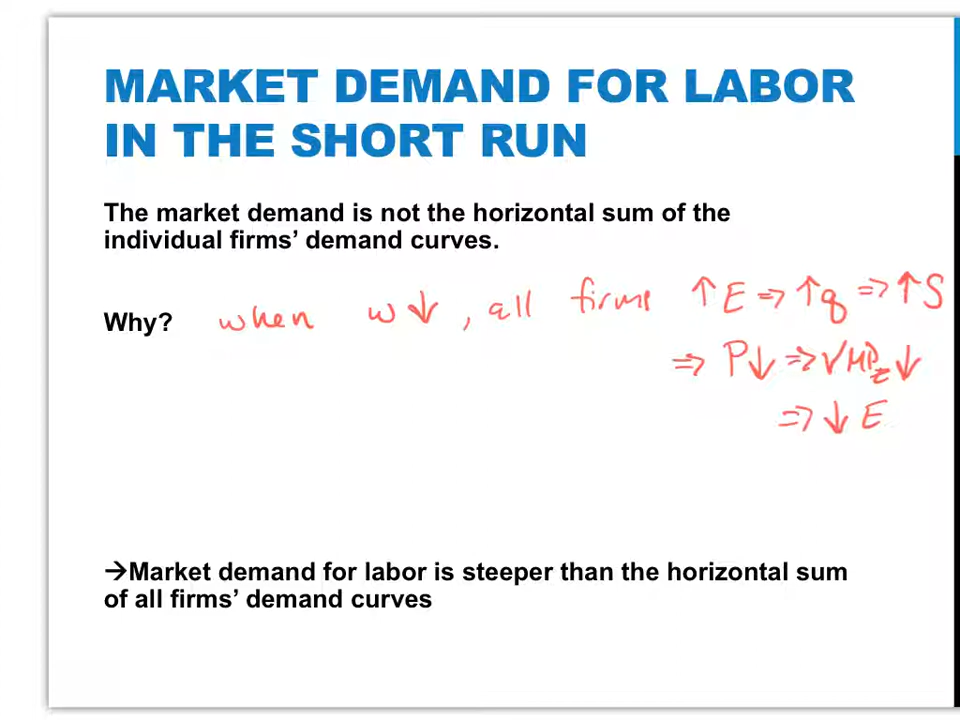 MARKET DEMAND FOR LABOR
IN THE SHORT RUN
The market demand is not the horizontal sum of the
individual firms’ demand curves.
Why? when w ↓, all firms ↑E ⇒ ↑q ⇒ ↑S
⇒ P↓ ⇒ VMP_E ↓
⇒ ↓ E
→Market demand for labor is steeper than the horizontal sum
of all firms’ demand curves